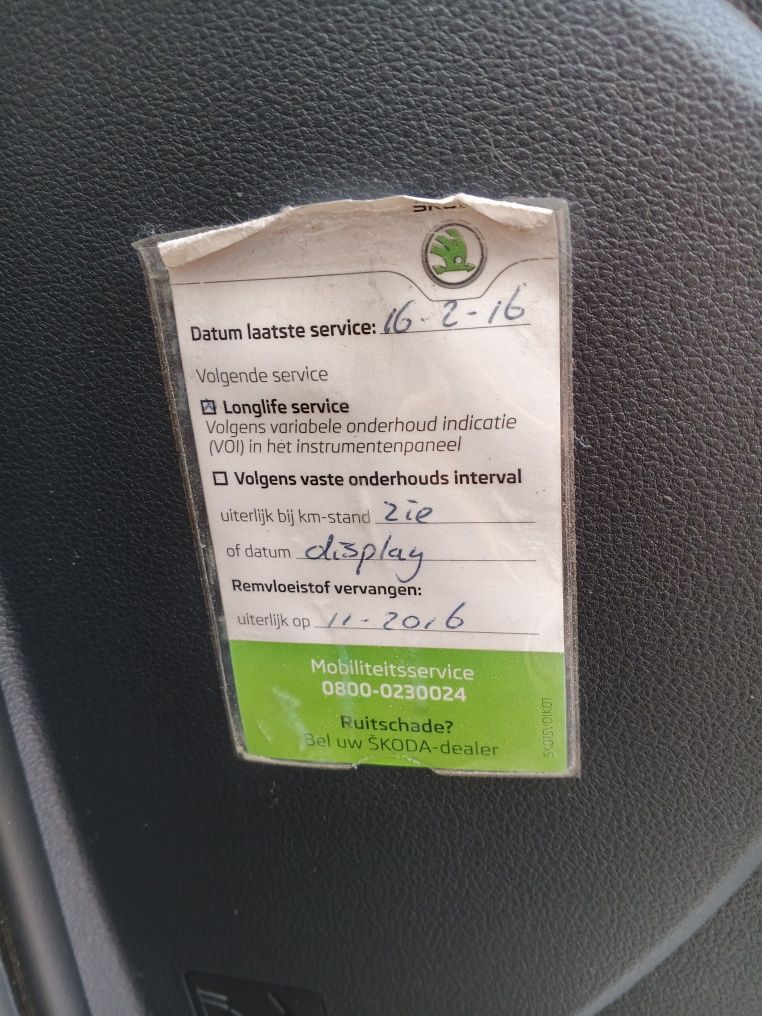 Datum laatste service: 16-2-16
Volgende service
Longlife service
Volgens variabele onderhoud indicatie
(VOI) in het instrumentenpaneel
Volgens vaste onderhouds interval
uiterlijk bij km-stand zie
of datum display
Remvloeistof vervangen:
uiterlijk op 11-2016
Mobiliteitsservice
0800-0230024
Ruitschade?
Bel uw ŠKODA-dealer